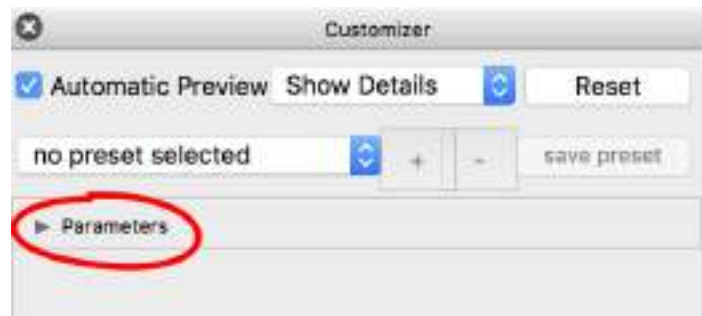 Customizer
Automatic Preview Show Details Reset
no preset selected + - save preset
Parameters